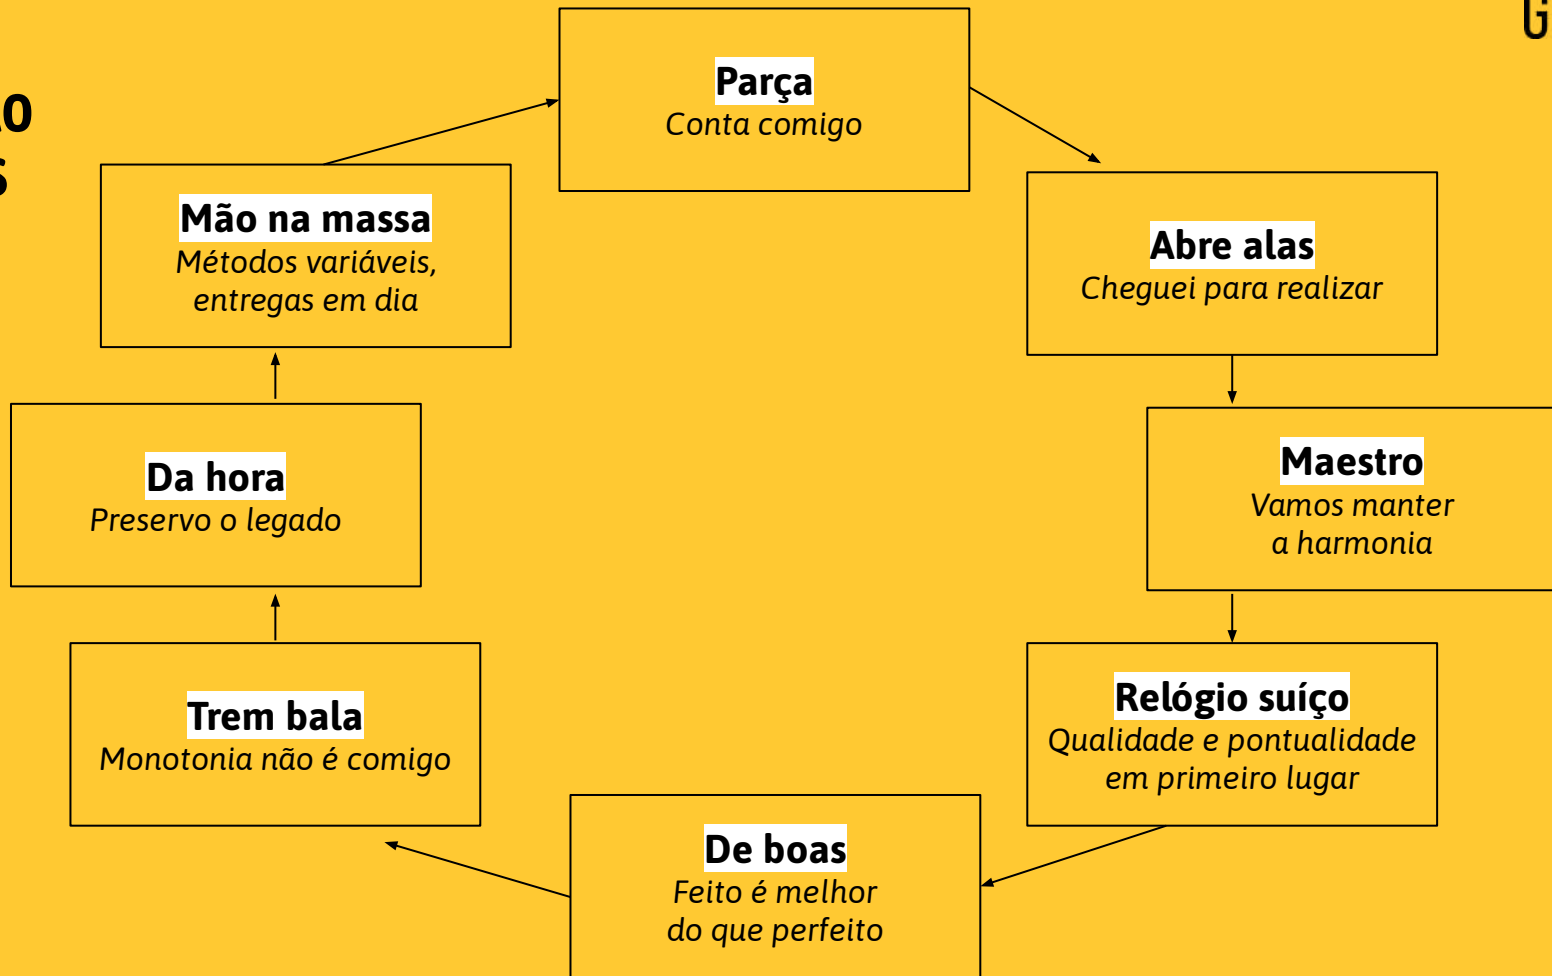 Parça
Conta comigo
Abre alas
Cheguei para realizar
Maestro
Vamos manter
a harmonia
Relógio suíço
Qualidade e pontualidade
em primeiro lugar
De boas
Feito é melhor
do que perfeito
Trem bala
Monotonia não é comigo
Da hora
Preservo o legado
Mão na massa
Métodos variáveis,
entregas em dia